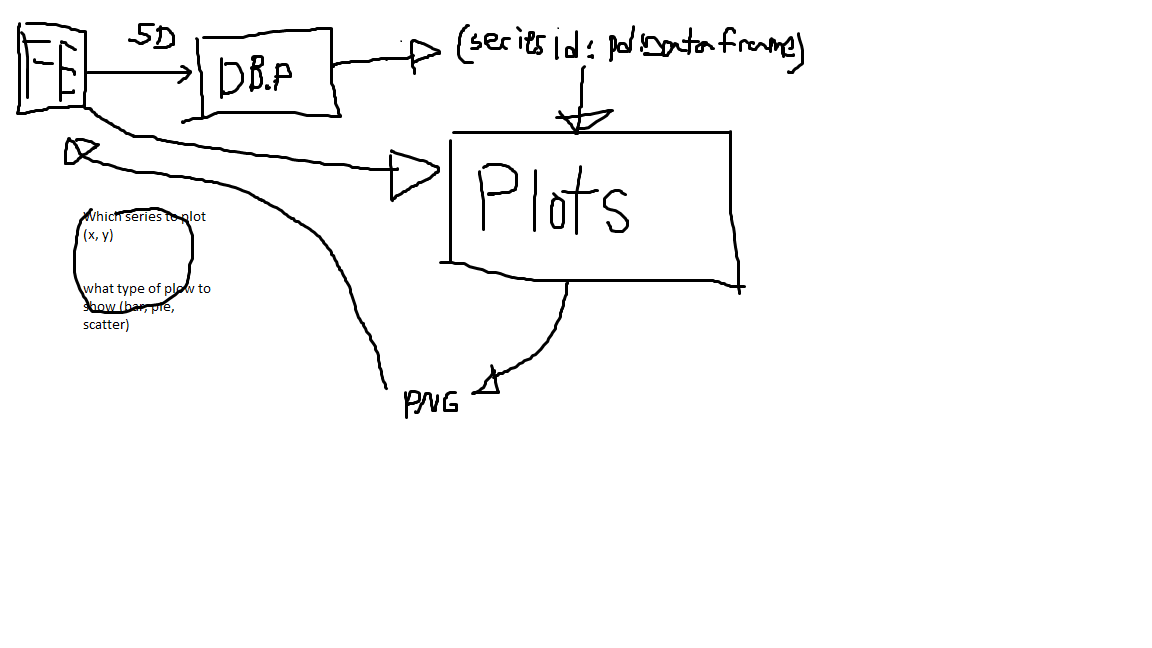 FE
SD
DB.P
(series id: pd.Dataframe)
Plots
Which series to plot
(x, y)
what type of plow to
show (bar, pie,
scatter)
PNG